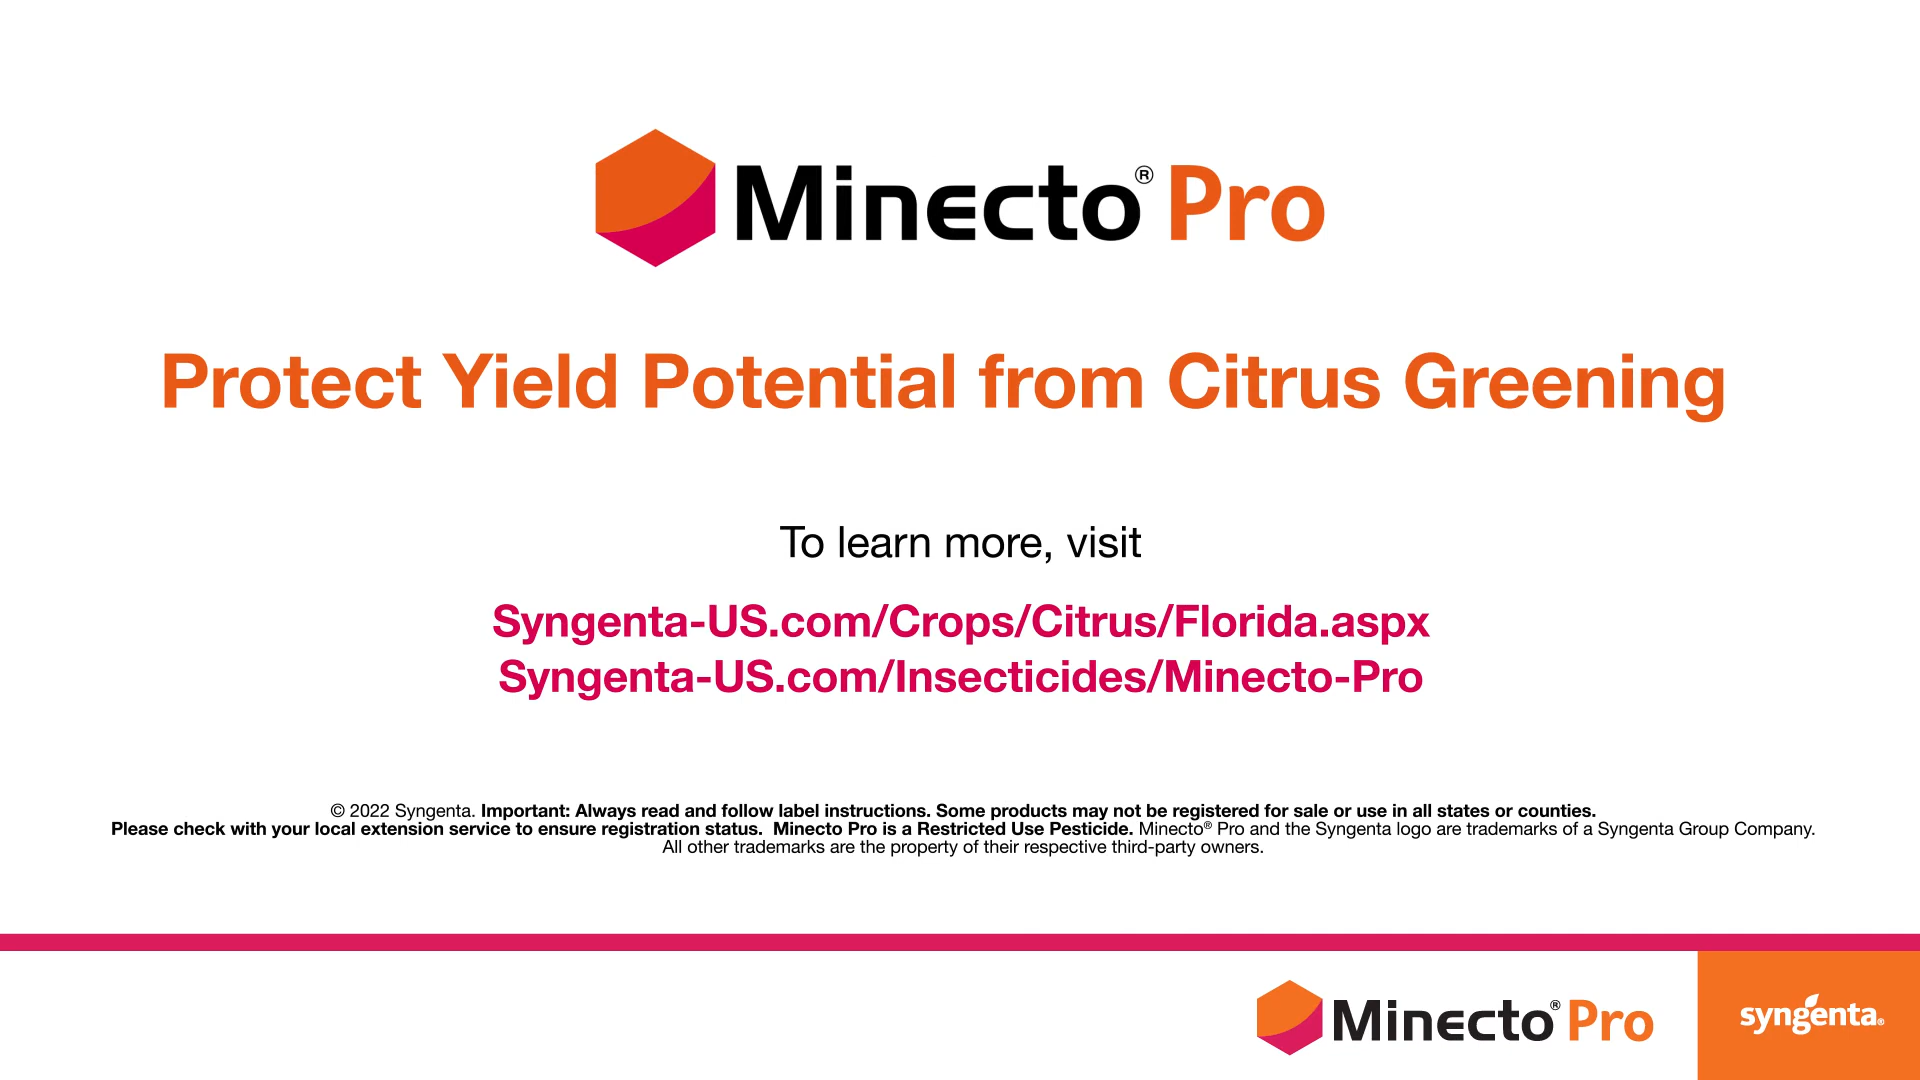 Minecto® Pro
Protect Yield Potential from Citrus Greening
To learn more, visit
Syngenta-US.com/Crops/Citrus/Florida.aspx
Syngenta-US.com/Insecticides/Minecto-Pro
© 2022 Syngenta. Important: Always read and follow label instructions. Some products may not be registered for sale or use in all states or counties.
Please check with your local extension service to ensure registration status.  Minecto Pro is a Restricted Use Pesticide. Minecto® Pro and the Syngenta logo are trademarks of a Syngenta Group Company.
All other trademarks are the property of their respective third-party owners.
Minecto® Pro
syngenta®